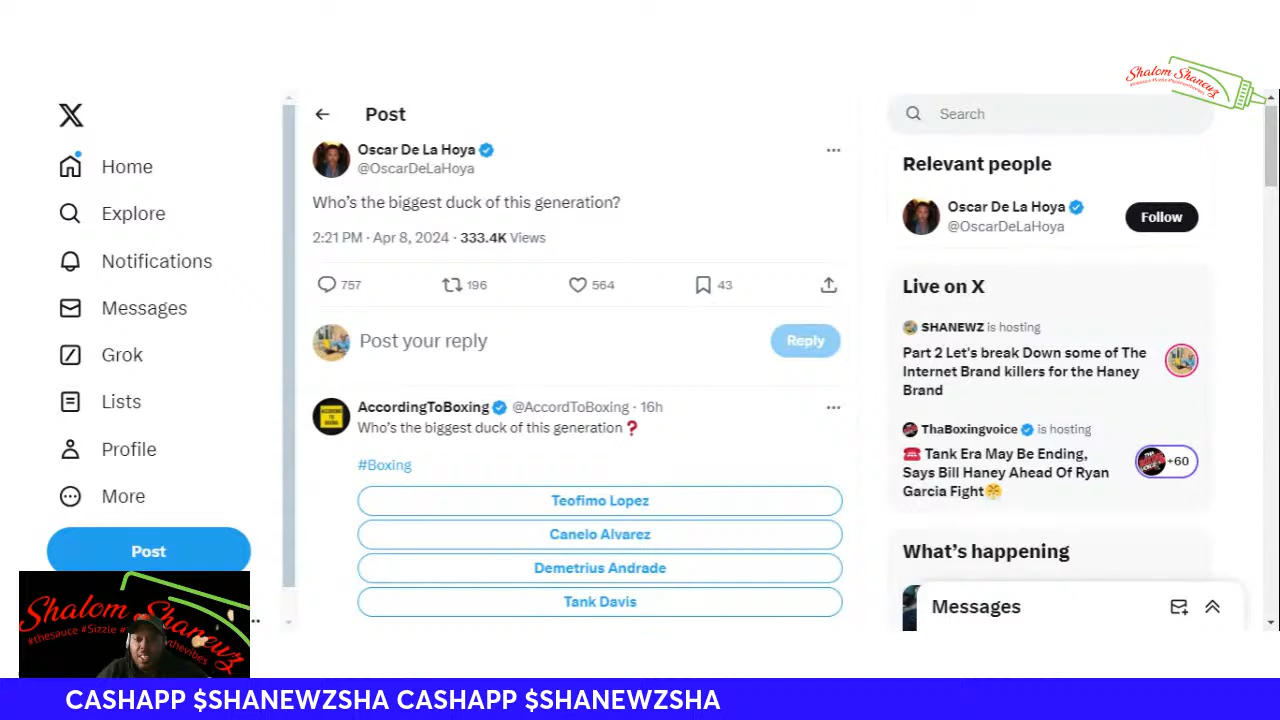 Shalom Shanewz
X
Home
Explore
Notifications
Messages
Grok
Lists
Profile
More
Post
Post
Oscar De La Hoya
@OscarDeLaHoya
Who's the biggest duck of this generation?
2:21 PM · Apr 8, 2024 · 333.4K Views
757 196 564 43
Post your reply
Reply
AccordingToBoxing @AccordToBoxing · 16h
Who's the biggest duck of this generation❓
#Boxing
Teofimo Lopez
Canelo Alvarez
Demetrius Andrade
Tank Davis
Search
Relevant people
Oscar De La Hoya
@OscarDeLaHoya
Follow
Live on X
SHANEWZ is hosting
Part 2 Let's break Down some of The
Internet Brand killers for the Haney
Brand
ThaBoxingvoice is hosting
☎️ Tank Era May Be Ending,
Says Bill Haney Ahead Of Ryan
Garcia Fight😤
+60
What's happening
Messages
Shalom Shanewz
#thesauce #Sizzle
thevibes
CASHAPP $SHANEWZSHA CASHAPP $SHANEWZSHA